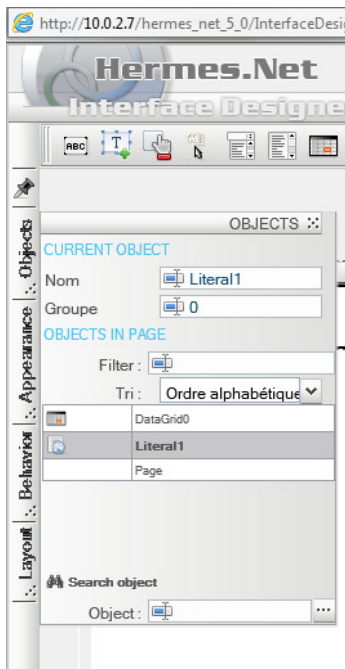 http://10.0.2.7/hermes_net_5_0/InterfaceDesi
Hermes.Net
Interface Designe
ABC T
OBJECTS
CURRENT OBJECT
Nom Literal1
Groupe 0
OBJECTS IN PAGE
Filter :
Tri : Ordre alphabétique
DataGrid0
Literal1
Page
Search object
Object : ...
Objects
Appearance
Behavior
Layout